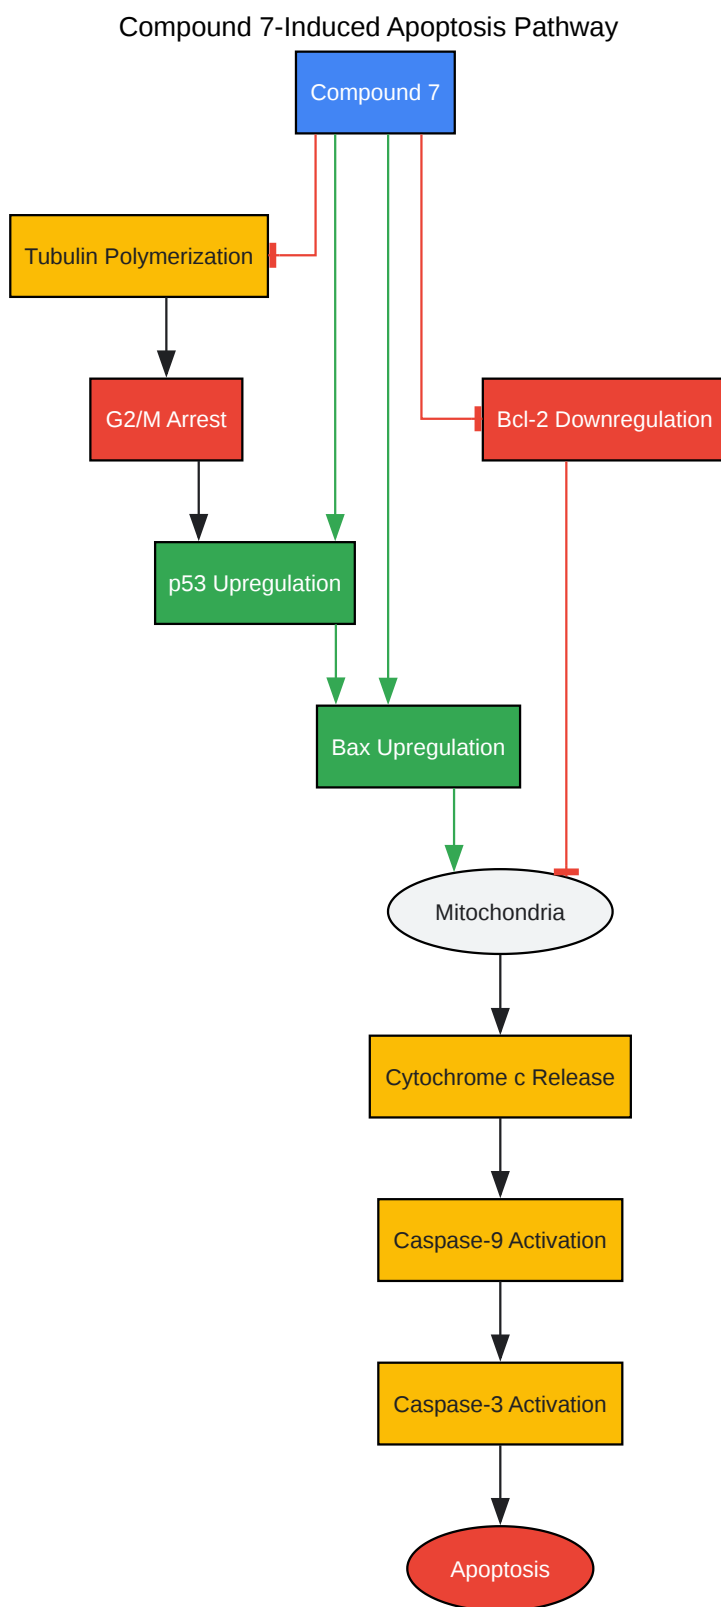 Compound 7-Induced Apoptosis Pathway
Compound 7
Tubulin Polymerization
G2/M Arrest
Bcl-2 Downregulation
p53 Upregulation
Bax Upregulation
Mitochondria
Cytochrome c Release
Caspase-9 Activation
Caspase-3 Activation
Apoptosis